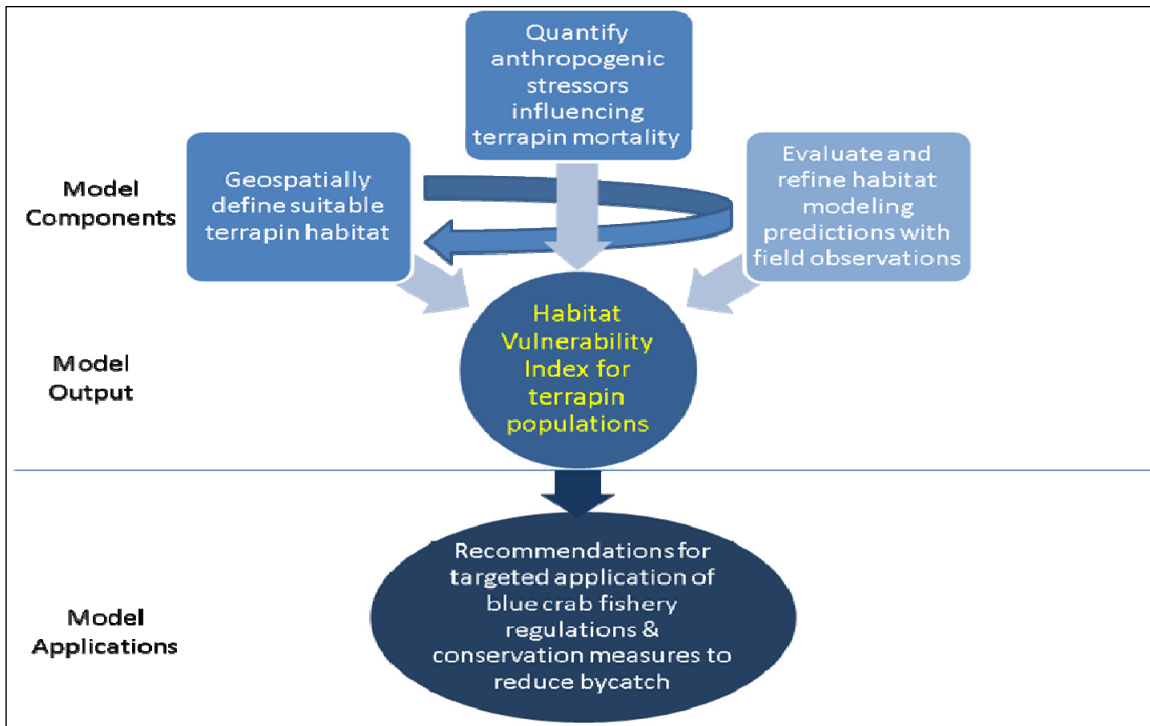 Quantify
anthropogenic
stressors
influencing
terrapin mortality
Model
Components
Geospatially
define suitable
terrapin habitat
Evaluate and
refine habitat
modeling
predictions with
field observations
Model
Output
Habitat
Vulnerability
Index for
terrapin
populations
Model
Applications
Recommendations for
targeted application of
blue crab fishery
regulations &
conservation measures to
reduce bycatch